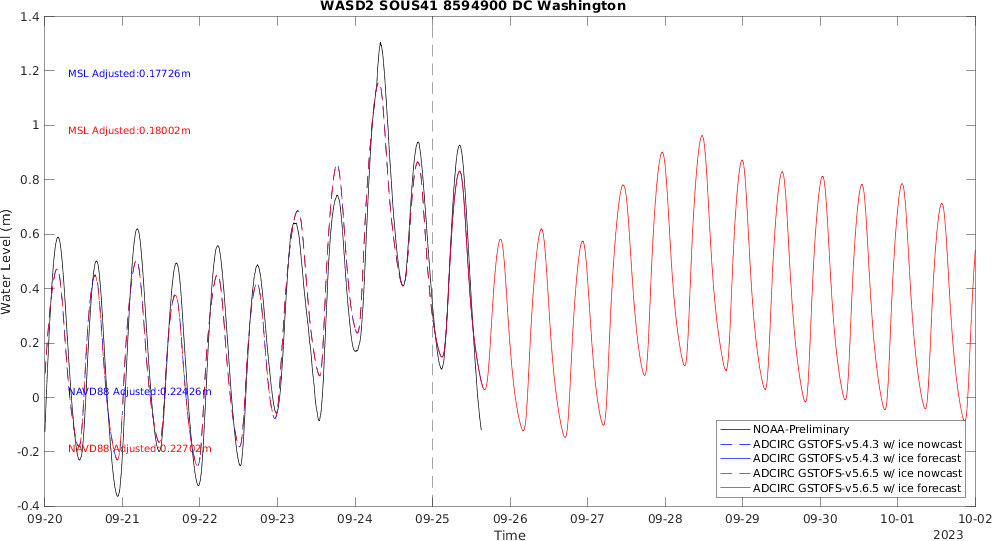 WASD2 SOUS41 8594900 DC Washington
1.4
1.2
1
0.8
0.6
0.4
0.2
0
-0.2
-0.4
Water Level (m)
MSL Adjusted:0.17726m
MSL Adjusted:0.18002m
NAVD88 Adjusted:0.22426m
NAVD88 Adjusted:0.22702m
NOAA-Preliminary
ADCIRC GSTOFS-v5.4.3 w/ ice nowcast
ADCIRC GSTOFS-v5.4.3 w/ ice forecast
ADCIRC GSTOFS-v5.6.5 w/ ice nowcast
ADCIRC GSTOFS-v5.6.5 w/ ice forecast
09-20 09-21 09-22 09-23 09-24 09-25 09-26 09-27 09-28 09-29 09-30 10-01 10-02
Time
2023